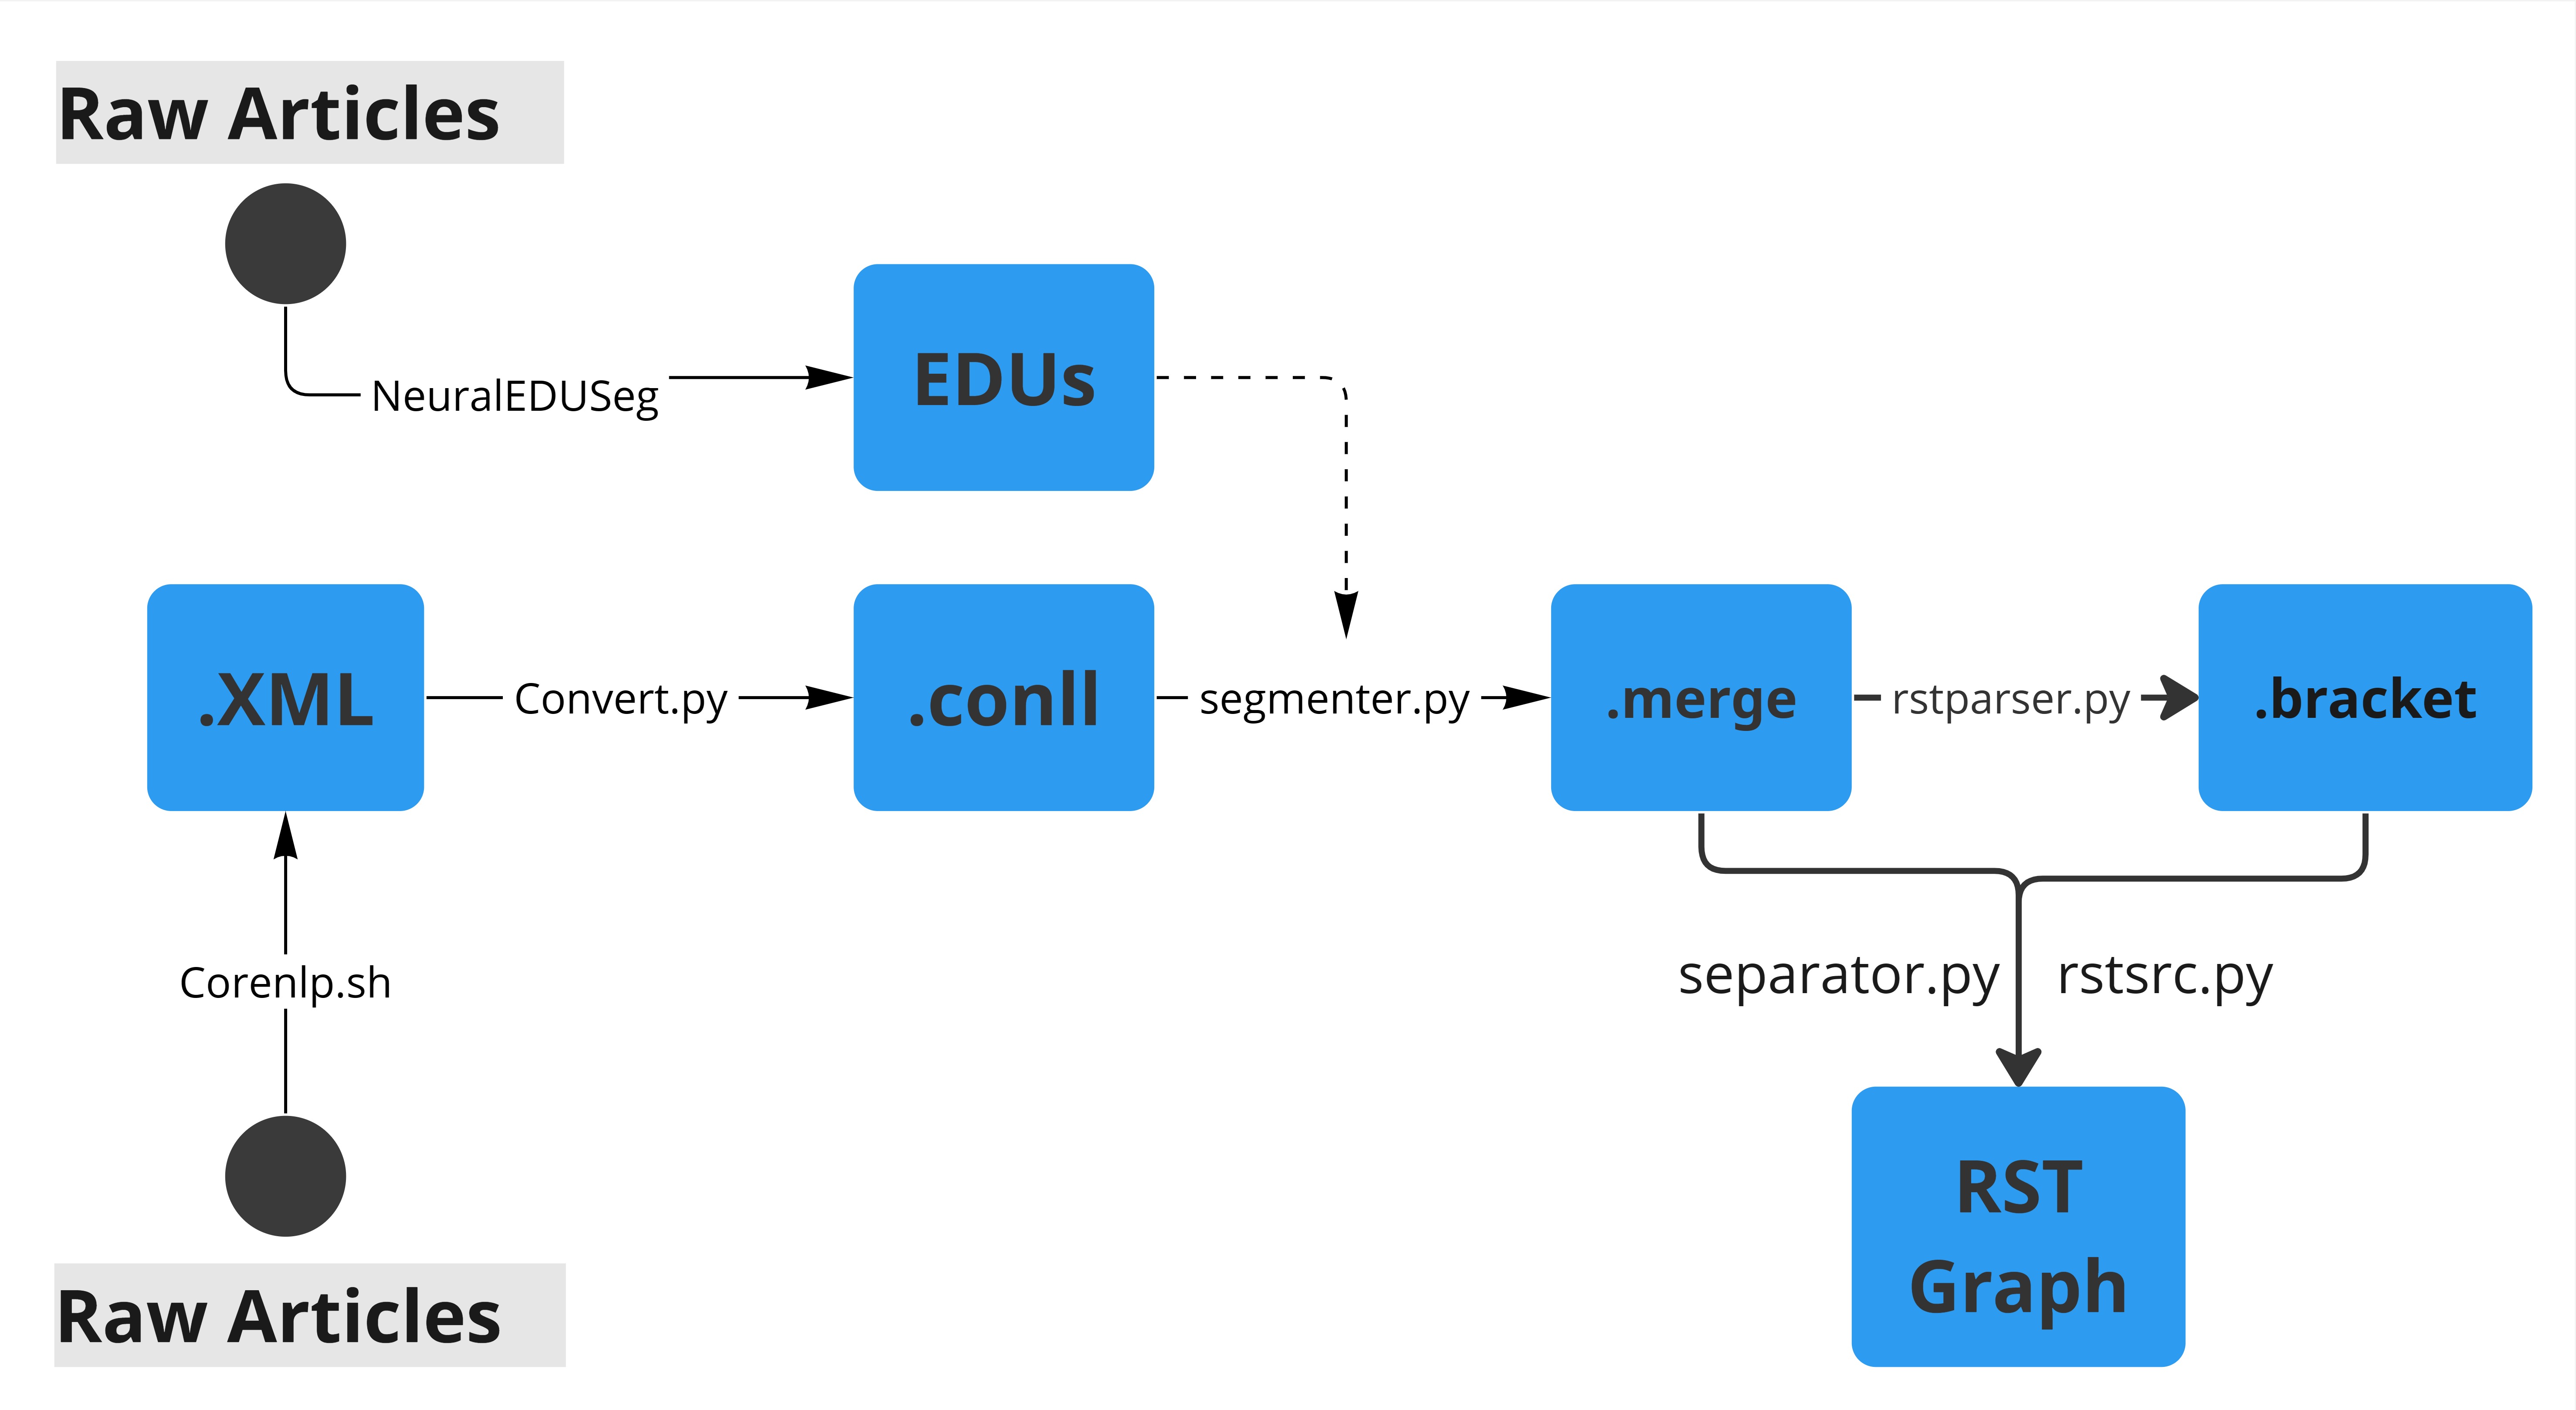 Raw Articles
NeuralEDUSeg
EDUs
.XML
Convert.py
.conll
segmenter.py
.merge
rstparser.py
.bracket
Corenlp.sh
separator.py
rstsrc.py
RST
Graph
Raw Articles